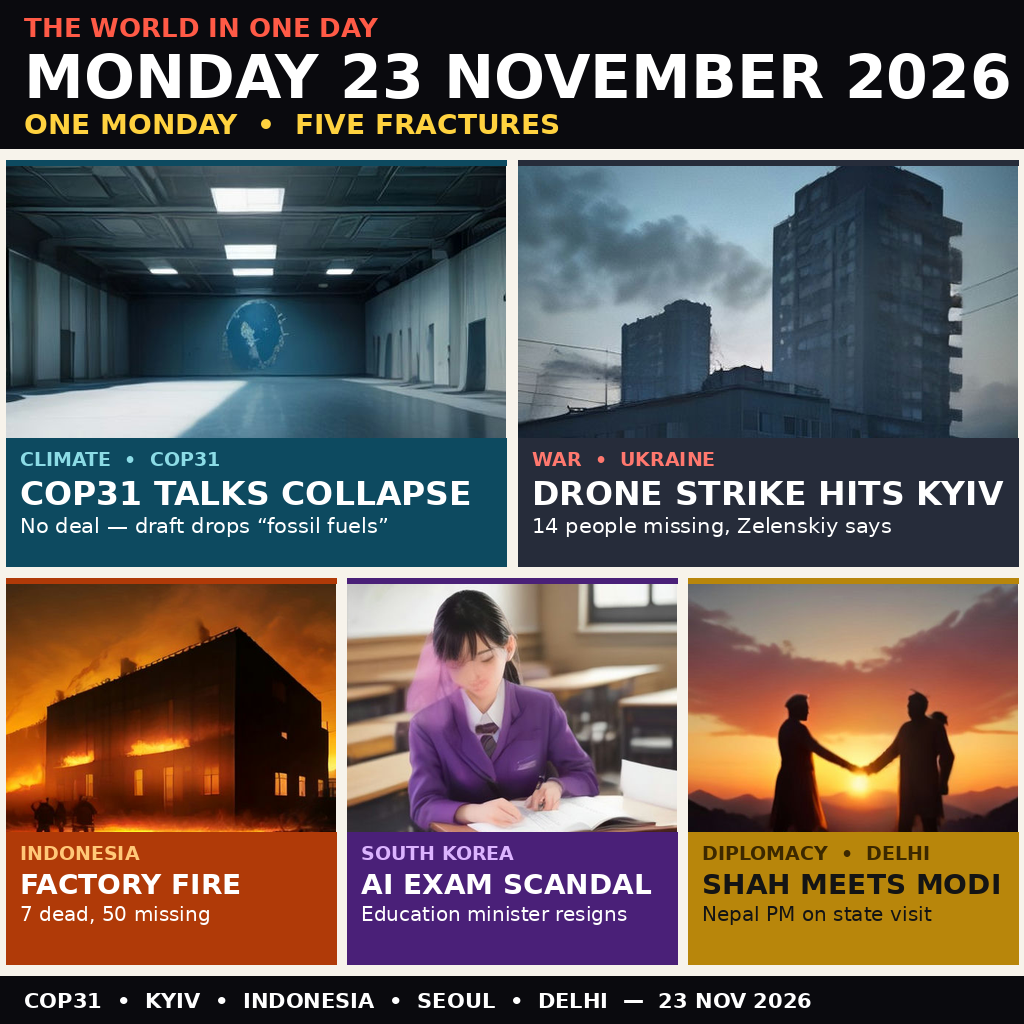 THE WORLD IN ONE DAY
MONDAY 23 NOVEMBER 2026
ONE MONDAY • FIVE FRACTURES
CLIMATE • COP31
COP31 TALKS COLLAPSE
No deal — draft drops “fossil fuels”
WAR • UKRAINE
DRONE STRIKE HITS KYIV
14 people missing, Zelenskiy says
INDONESIA
FACTORY FIRE
7 dead, 50 missing
SOUTH KOREA
AI EXAM SCANDAL
Education minister resigns
DIPLOMACY • DELHI
SHAH MEETS MODI
Nepal PM on state visit
COP31 • KYIV • INDONESIA • SEOUL • DELHI — 23 NOV 2026